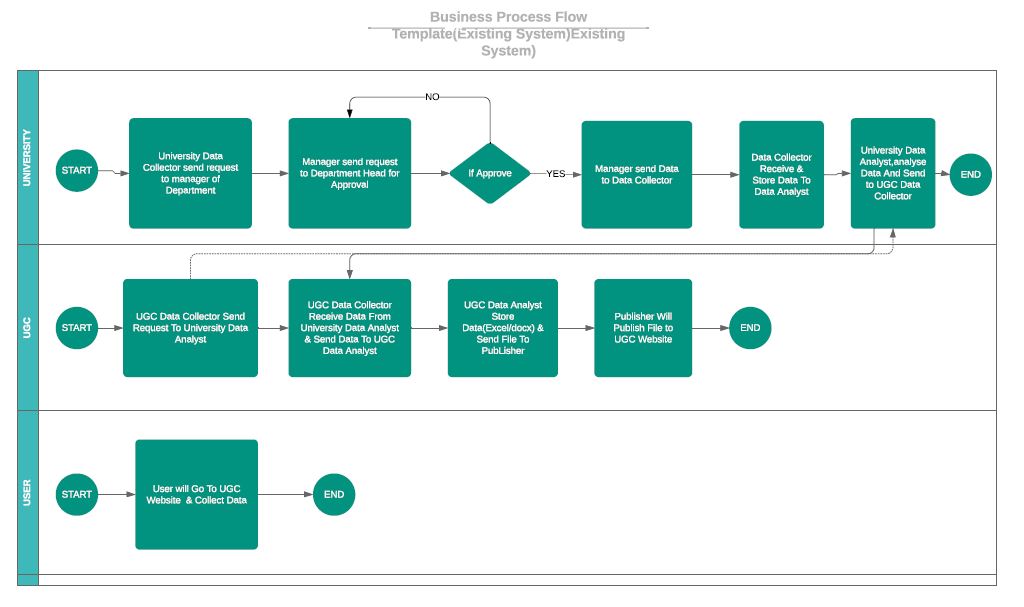 Business Process Flow
Template(Existing System)Existing
System)
UNIVERSITY
START
University Data
Collector send request
to manager of
Department
Manager send request
to Department Head for
Approval
NO
If Approve
YES
Manager send Data
to Data Collector
Data Collector
Receive &
Store Data To
Data Analyst
University Data
Analyst,analyse
Data And Send
to UGC Data
Collector
END
UGC
START
UGC Data Collector Send
Request To University Data
Analyst
UGC Data Collector
Receive Data From
University Data Analyst
& Send Data To UGC
Data Analyst
UGC Data Analyst
Store
Data(Excel/docx) &
Send File To
PubLisher
Publisher Will
Publish File to
UGC Website
END
USER
START
User will Go To UGC
Website & Collect Data
END